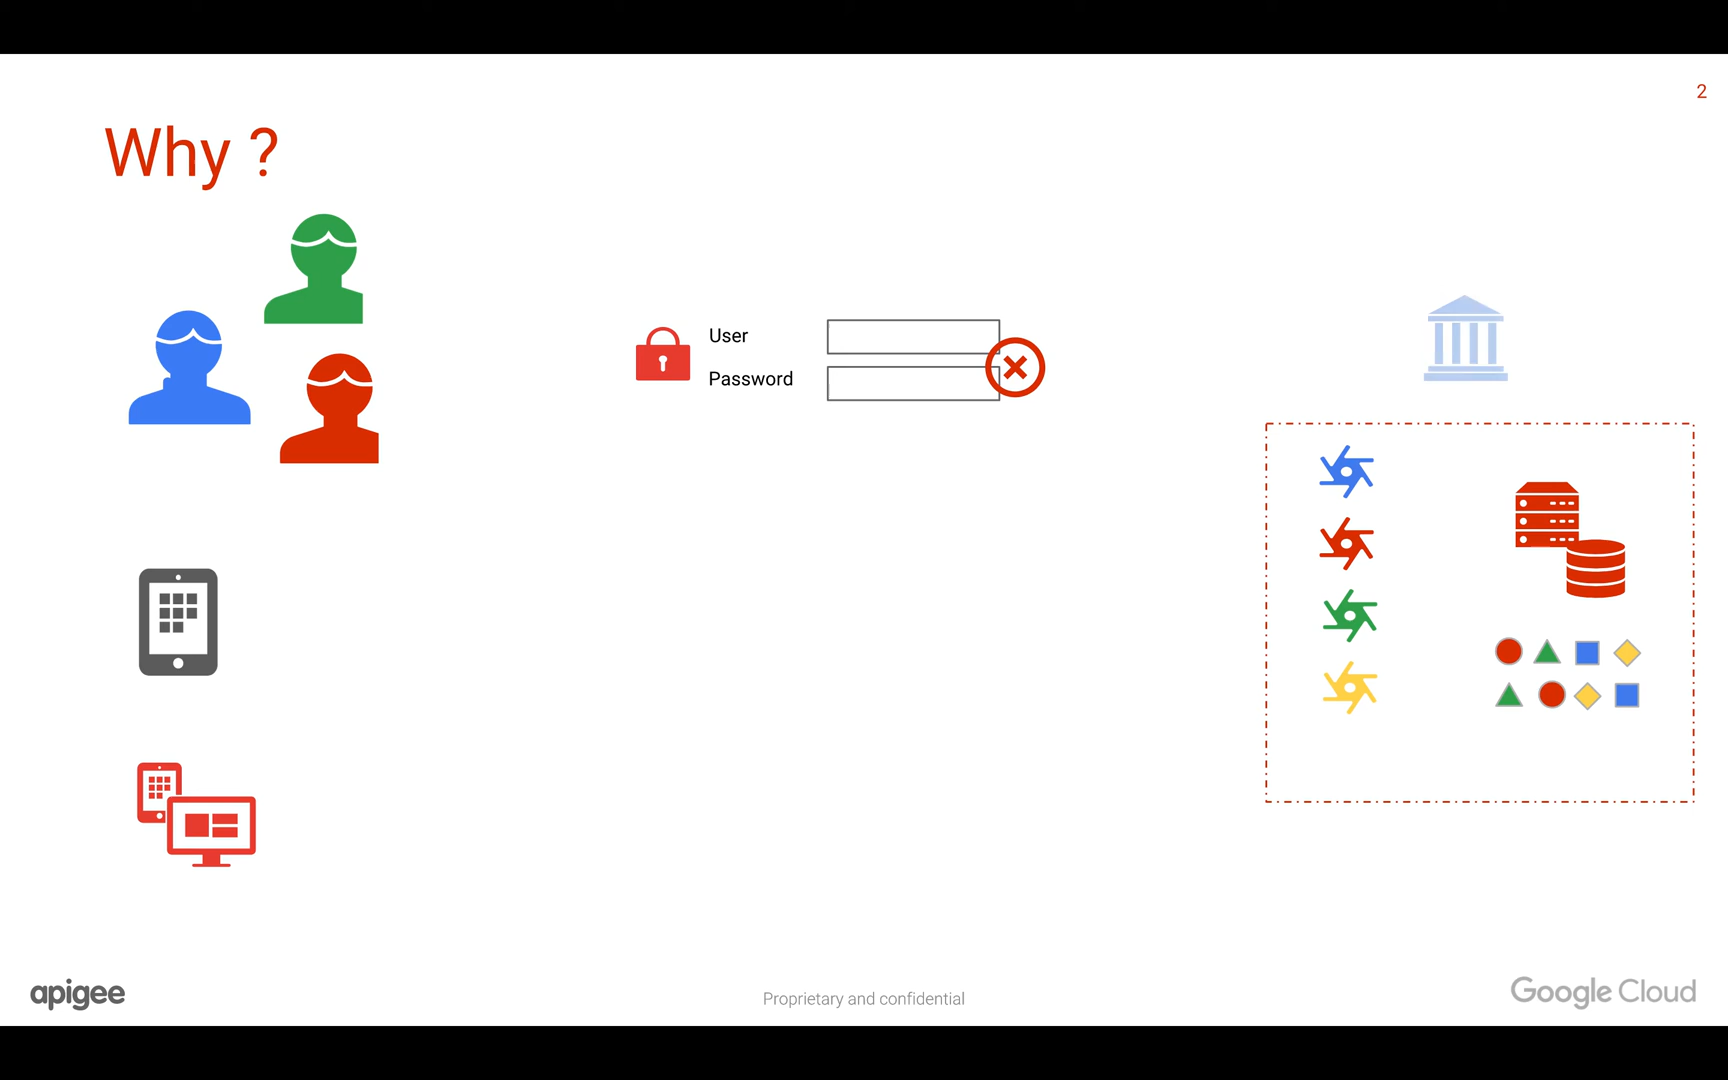 2
Why ?
User
Password
apigee
Proprietary and confidential
Google Cloud